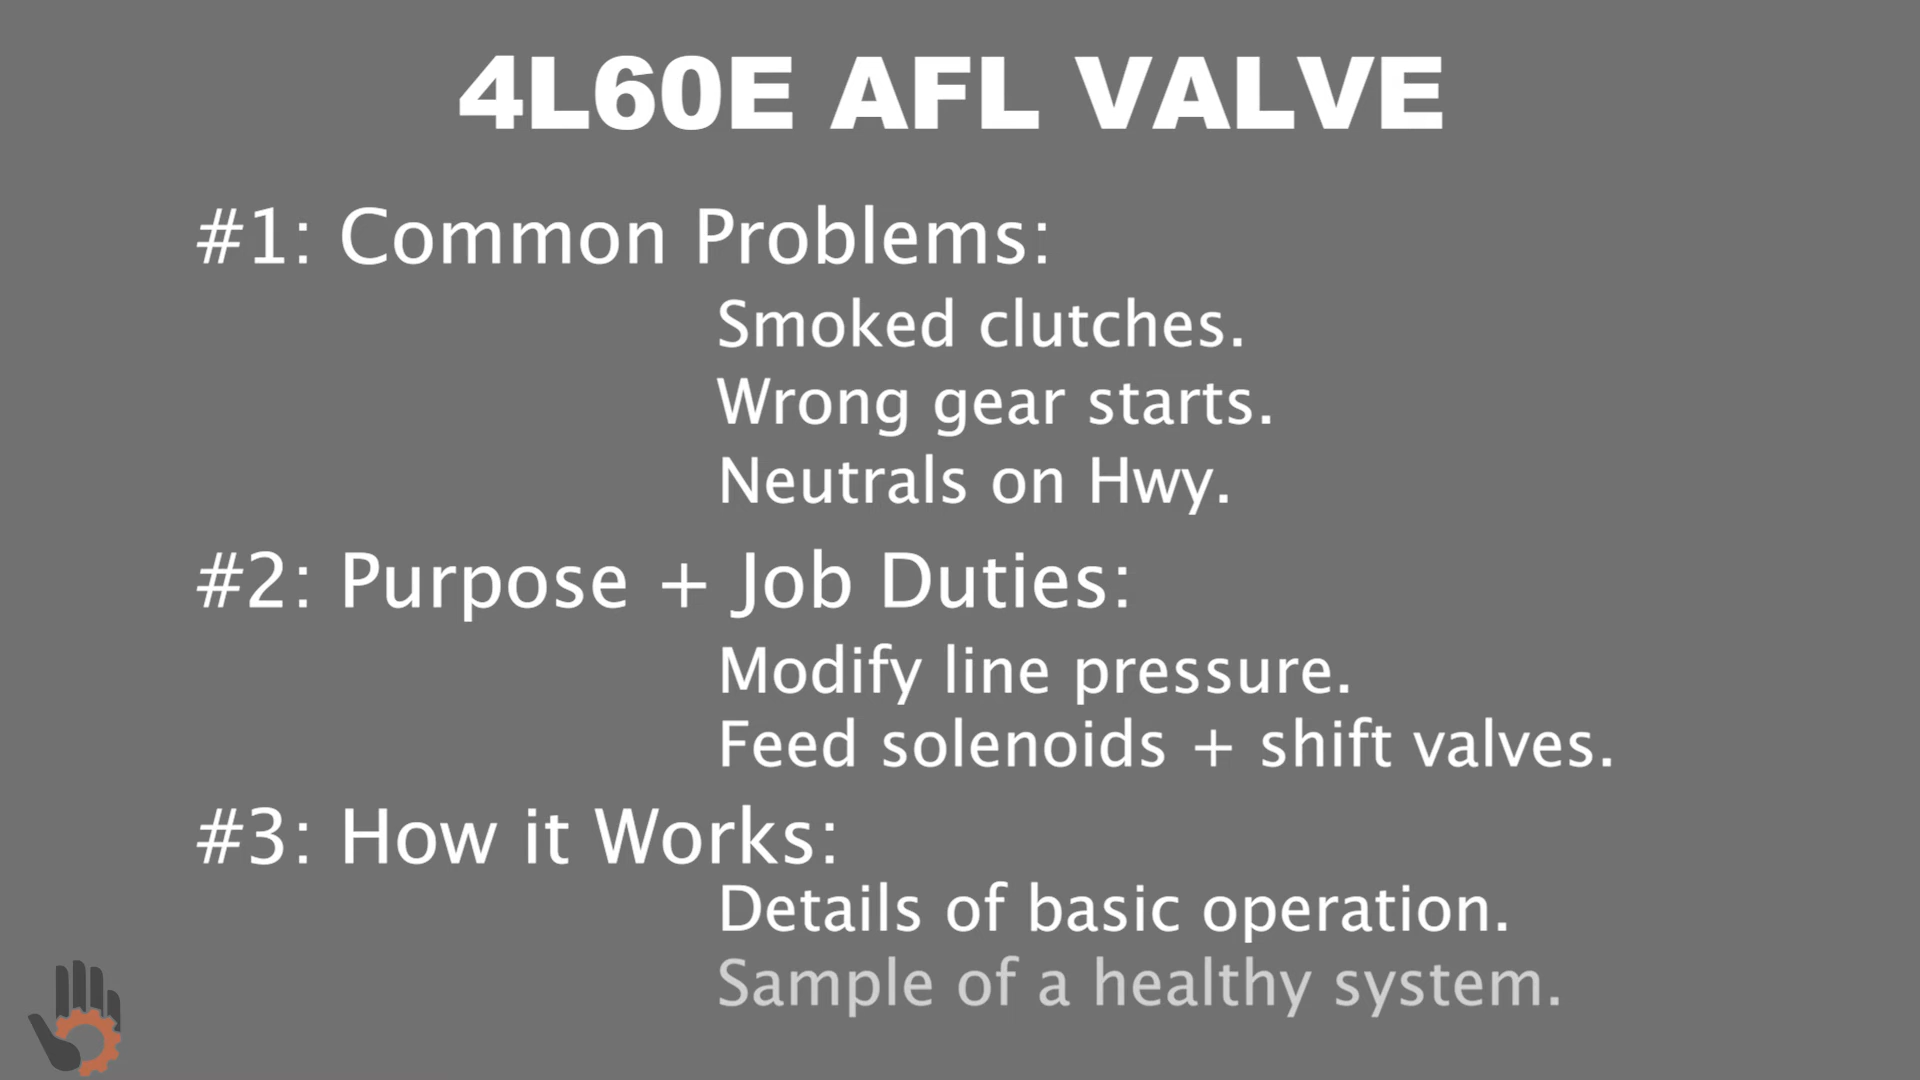 4L60E AFL VALVE
#1: Common Problems:
Smoked clutches.
Wrong gear starts.
Neutrals on Hwy.
#2: Purpose + Job Duties:
Modify line pressure.
Feed solenoids + shift valves.
#3: How it Works:
Details of basic operation.
Sample of a healthy system.